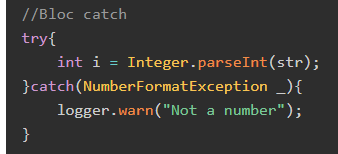 //Bloc catch
try{
    int i = Integer.parseInt(str);
}catch(NumberFormatException _){
    logger.warn("Not a number");
}